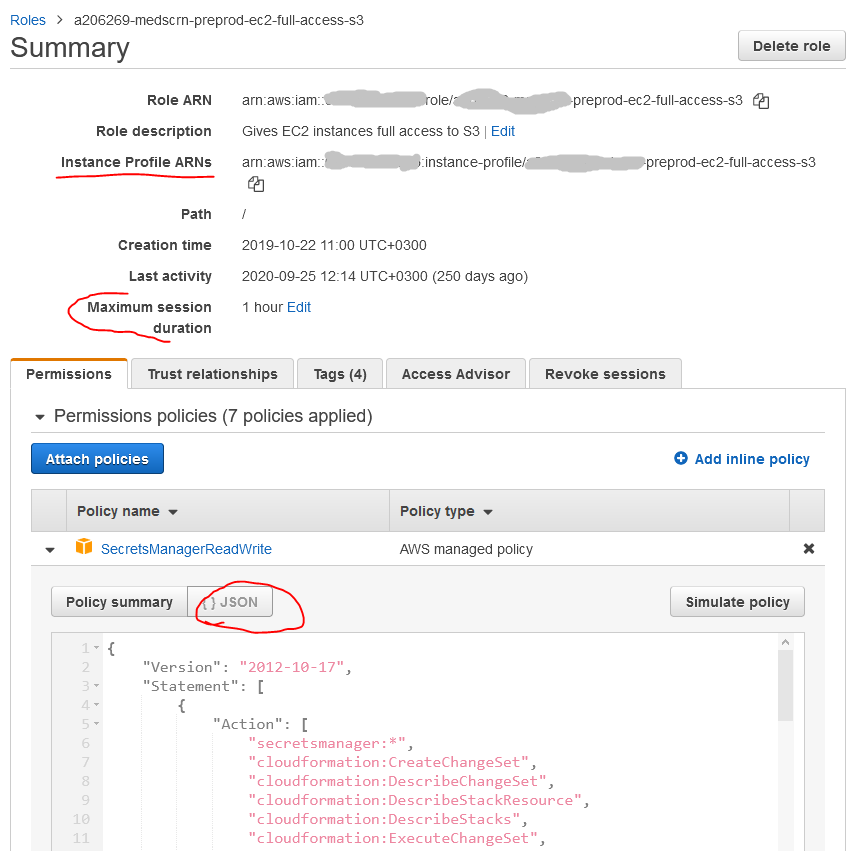 Roles > a206269-medscrn-preprod-ec2-full-access-s3
Summary
Delete role
Role ARN arn:aws:iam:: role/ -preprod-ec2-full-access-s3
Role description Gives EC2 instances full access to S3 | Edit
Instance Profile ARNs arn:aws:iam:: :instance-profile/ -preprod-ec2-full-access-s3
Path /
Creation time 2019-10-22 11:00 UTC+0300
Last activity 2020-09-25 12:14 UTC+0300 (250 days ago)
Maximum session 1 hour Edit
duration
Permissions Trust relationships Tags (4) Access Advisor Revoke sessions
Permissions policies (7 policies applied)
Attach policies Add inline policy
Policy name Policy type
SecretsManagerReadWrite AWS managed policy
Policy summary { } JSON Simulate policy
1 {
2 "Version": "2012-10-17",
3 "Statement": [
4 {
5 "Action": [
6 "secretsmanager:*",
7 "cloudformation:CreateChangeSet",
8 "cloudformation:DescribeChangeSet",
9 "cloudformation:DescribeStackResource",
10 "cloudformation:DescribeStacks",
11 "cloudformation:ExecuteChangeSet",